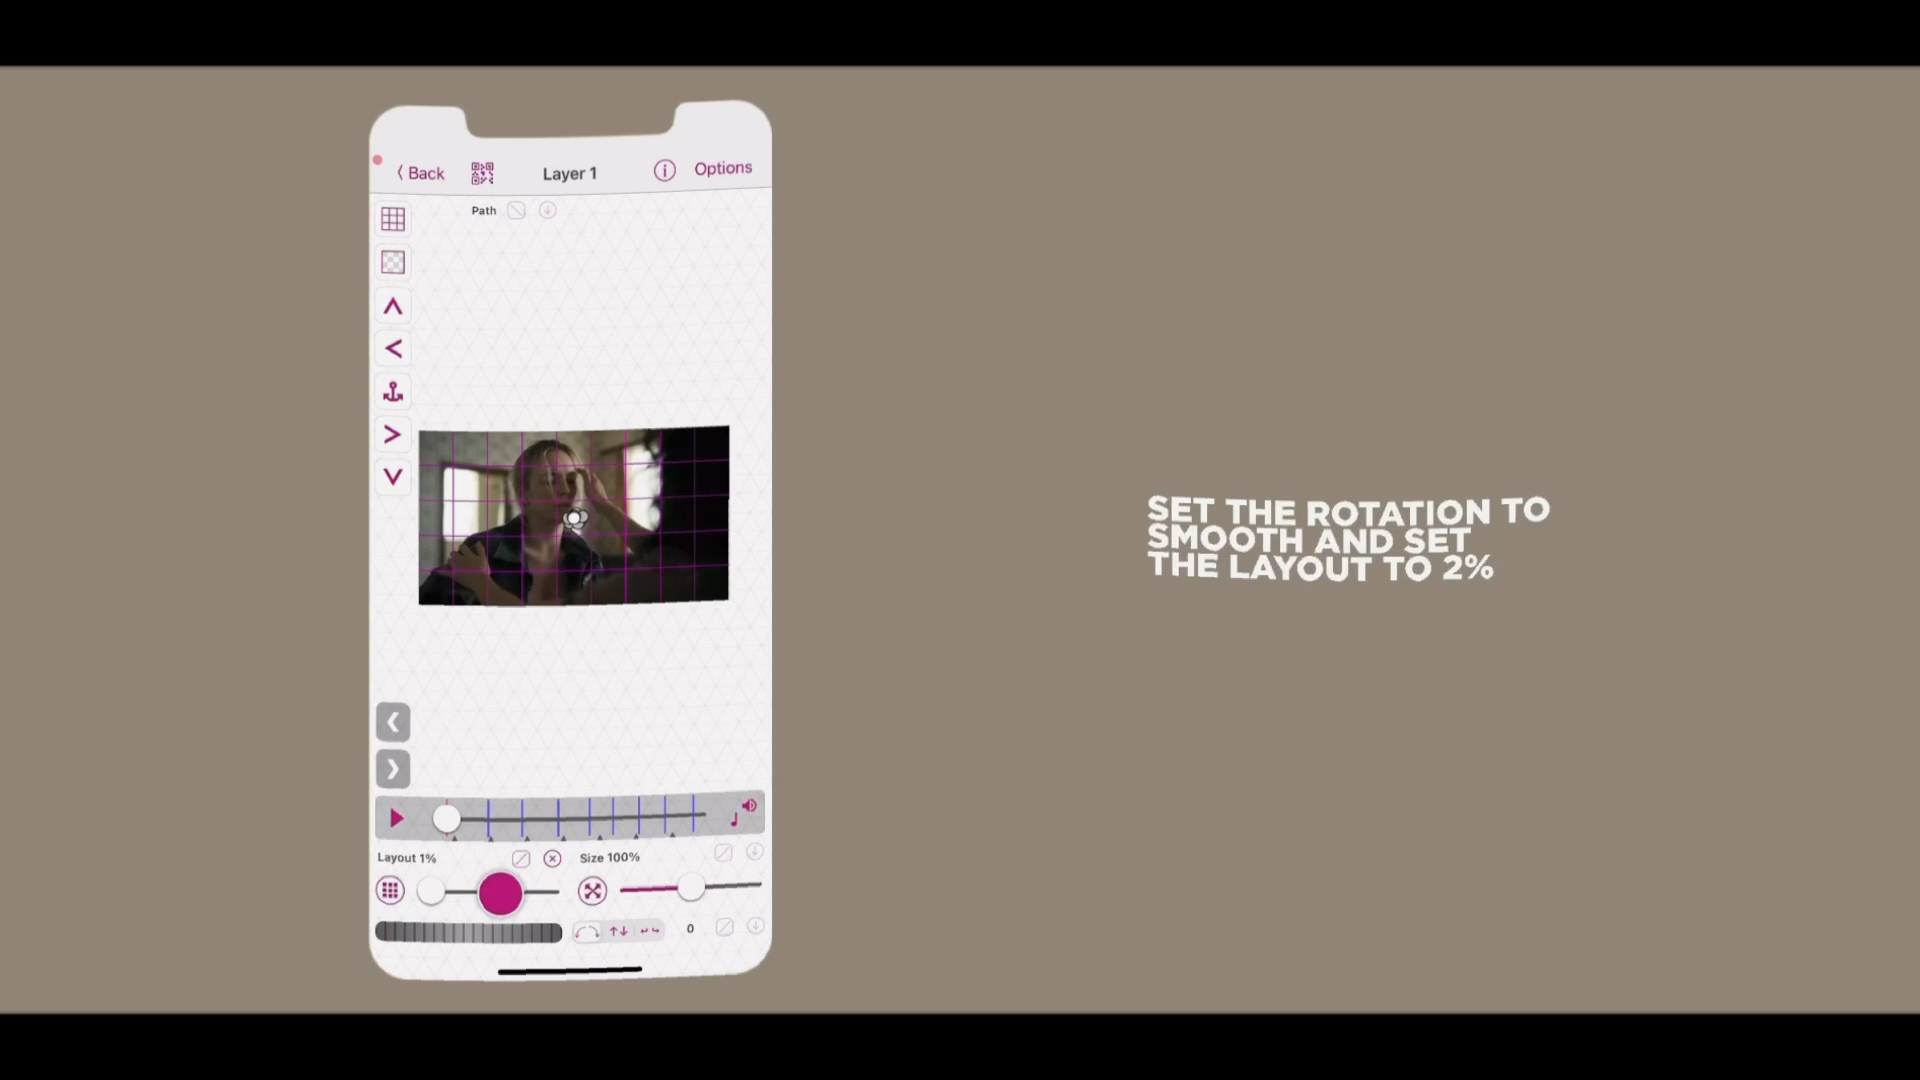 Back
Layer 1
Options
Path
Layout 1%
Size 100%
0
SET THE ROTATION TO
SMOOTH AND SET
THE LAYOUT TO 2%